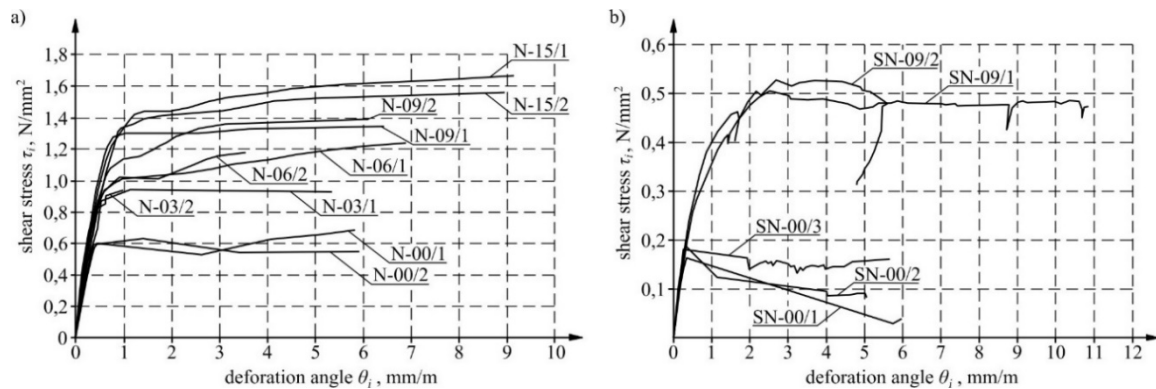 a)
shear stress τi, N/mm²
1,8
1,6
1,4
1,2
1,0
0,8
0,6
0,4
0,2
0
0 1 2 3 4 5 6 7 8 9 10
deforation angle θi , mm/m
N-15/1
N-15/2
N-09/2
N-09/1
N-06/1
N-06/2
N-03/2
N-03/1
N-00/1
N-00/2
b)
shear stress τi, N/mm²
0,6
0,5
0,4
0,3
0,2
0,1
0 1 2 3 4 5 6 7 8 9 10 11 12
deforation angle θi , mm/m
SN-09/2
SN-09/1
SN-00/3
SN-00/2
SN-00/1